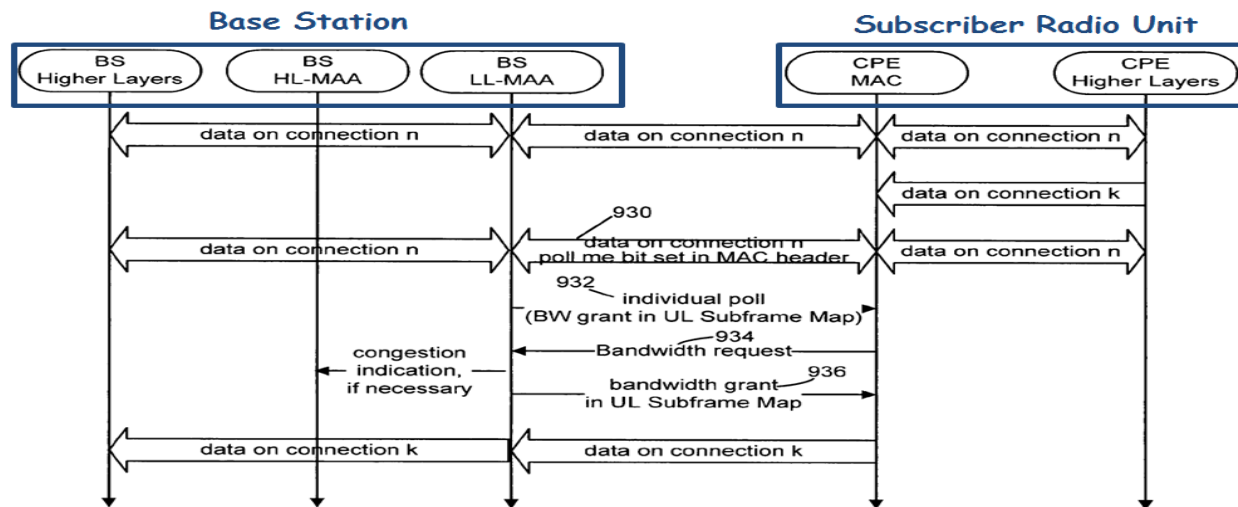 Base Station
Subscriber Radio Unit
BS
Higher Layers
BS
HL-MAA
BS
LL-MAA
CPE
MAC
CPE
Higher Layers
data on connection n
data on connection n
data on connection n
data on connection k
930
data on connection n
data on connection n
poll me bit set in MAC header
data on connection n
932
individual poll
(BW grant in UL Subframe Map)
934
Bandwidth request
congestion
indication,
if necessary
bandwidth grant
936
in UL Subframe Map
data on connection k
data on connection k